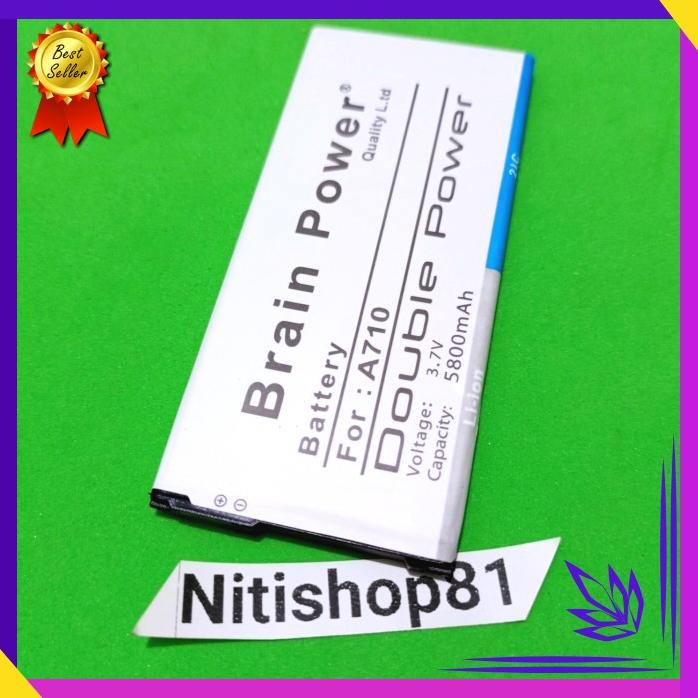 Best
Seller
Brain Power®
Quality L.td
Battery
For : A710
Double Power
Voltage: 3.7V
Capacity: 5800mAh
Li-ion
Nitishop81